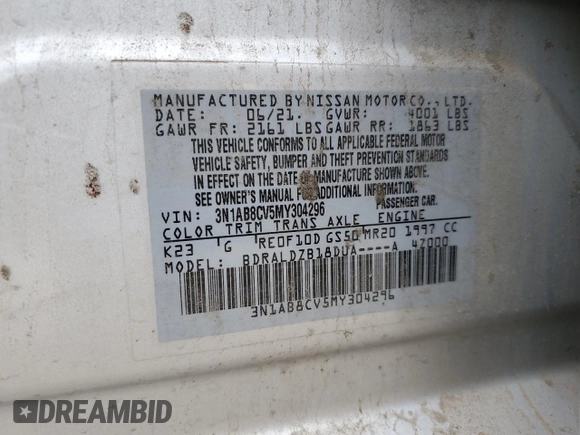 MANUFACTURED BY NISSAN MOTOR CO., LTD.
DATE: 06/21. GVWR: 4001 LBS
GAWR FR: 2161 LBS GAWR RR: 1863 LBS
THIS VEHICLE CONFORMS TO ALL APPLICABLE FEDERAL MOTOR
VEHICLE SAFETY, BUMPER AND THEFT PREVENTION STANDARDS
IN EFFECT ON THE DATE OF MANUFACTURE SHOWN ABOVE.
SEE OWNER'S MANUAL FOR ADDITIONAL INFORMATION.
VIN: 3N1AB8CV5MY304296 PASSENGER CAR.
COLOR TRIM TRANS AXLE ENGINE
K23 G RE0F10D GS50 MR20 1997 CC
MODEL: BDRALDZB18DUA----A 47000
3N1AB8CV5MY304296
DREAMBID